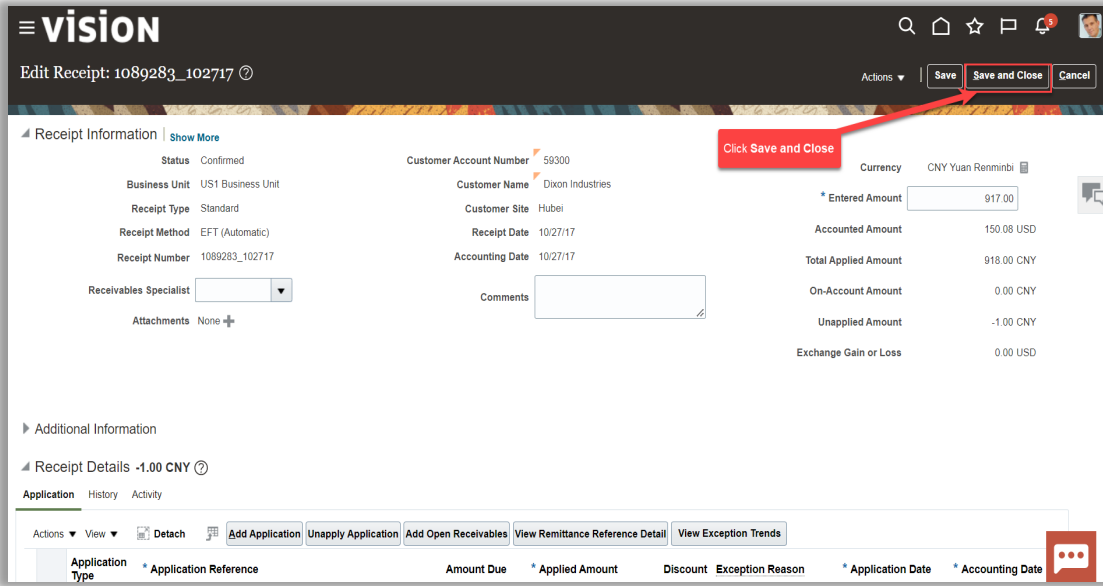 vision
5
Edit Receipt: 1089283_102717
Actions Save Save and Close Cancel
Receipt Information Show More
Click Save and Close
Status Confirmed
Business Unit US1 Business Unit
Receipt Type Standard
Receipt Method EFT (Automatic)
Receipt Number 1089283_102717
Receivables Specialist
Attachments None
Customer Account Number 59300
Customer Name Dixon Industries
Customer Site Hubei
Receipt Date 10/27/17
Accounting Date 10/27/17
Comments
Currency CNY Yuan Renminbi
* Entered Amount 917.00
Accounted Amount 150.08 USD
Total Applied Amount 918.00 CNY
On-Account Amount 0.00 CNY
Unapplied Amount -1.00 CNY
Exchange Gain or Loss 0.00 USD
Additional Information
Receipt Details -1.00 CNY
Application History Activity
Actions View Detach Add Application Unapply Application Add Open Receivables View Remittance Reference Detail View Exception Trends
Application Type * Application Reference Amount Due * Applied Amount Discount Exception Reason * Application Date * Accounting Date